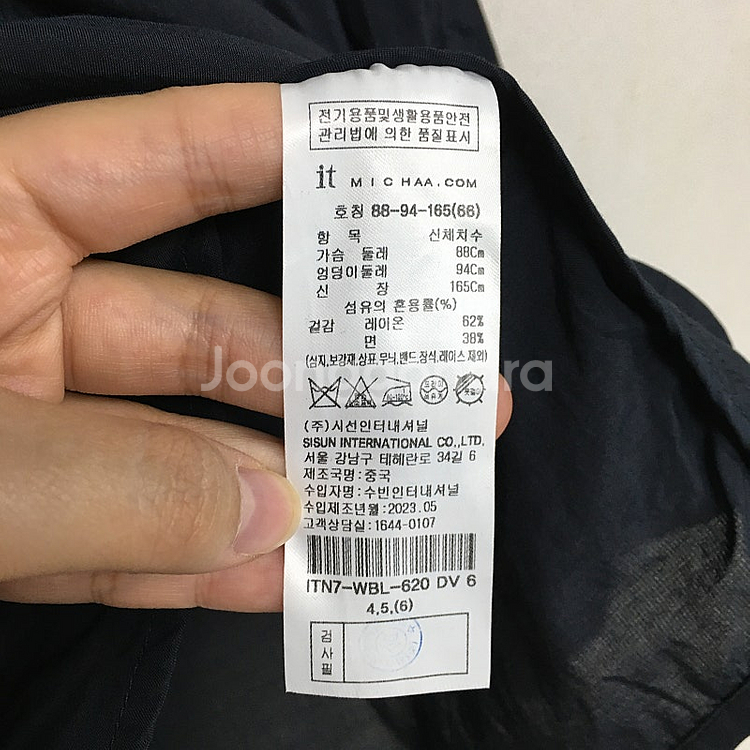 전기용품및생활용품안전
관리법에 의한 품질표시
it MICHAA.COM
호칭 88-94-165(66)
항 목 신체치수
가슴 둘레 88Cm
엉덩이둘레 94Cm
신 장 165Cm
섬유의 혼용률(%)
겉감 레이온 62%
면 38%
(심지,보강재,상표,무늬,밴드,장식,레이스 제외)
(주)시선인터내셔널
SISUN INTERNATIONAL CO.,LTD.
서울 강남구 테헤란로 34길 6
제조국명:중국
수입자명:수빈인터내셔널
수입제조년월:2023.05
고객상담실:1644-0107
ITN7-WBL-620 DV 6
4,5,(6)
검사필